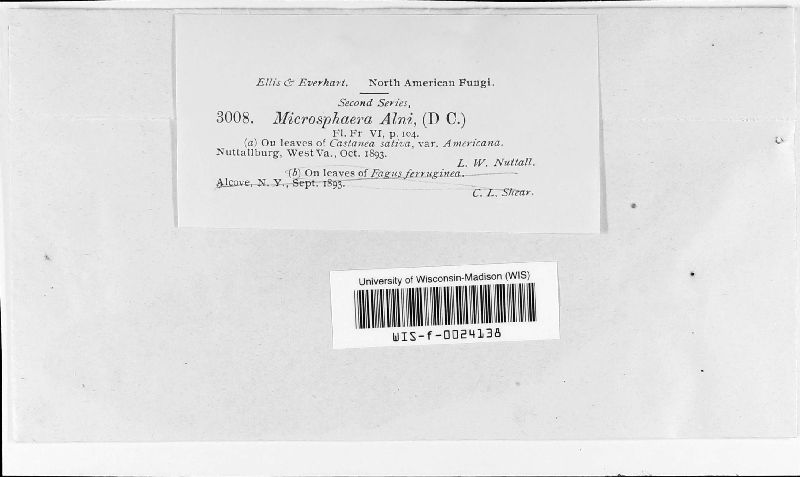 Ellis & Everhart. North American Fungi.
Second Series,
3008. Microsphaera Alni, (D C.)
Fl. Fr VI, p. 104.
(a) On leaves of Castanea sativa, var. Americana.
Nuttallburg, West Va., Oct. 1893.
L. W. Nuttall.
(b) On leaves of Fagus ferruginea.
Alcove, N. Y., Sept. 1893.
C. L. Shear.
University of Wisconsin-Madison (WIS)
WIS-f-0024138